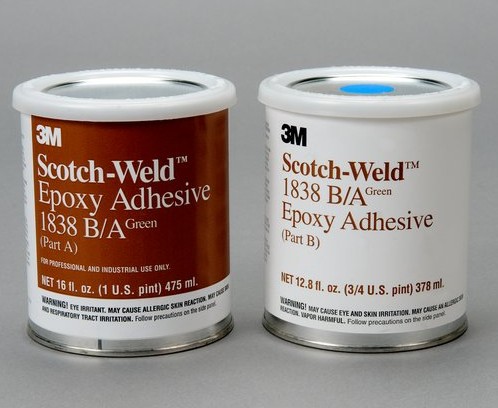 3M
Scotch-Weld™
Epoxy Adhesive
1838 B/A Green
(Part A)
FOR PROFESSIONAL AND INDUSTRIAL USE ONLY.
NET 16 fl. oz. (1 U.S. pint) 475 ml.
WARNING! EYE IRRITANT. MAY CAUSE ALLERGIC SKIN REACTION. MAY CAUSE
AND RESPIRATORY TRACT IRRITATION. Follow precautions on the side panel.
3M
Scotch-Weld™
1838 B/A Green
Epoxy Adhesive
(Part B)
NET 12.8 fl. oz. (3/4 U.S. pint) 378 ml.
WARNING! MAY CAUSE EYE AND SKIN IRRITATION. MAY CAUSE AN ALLERGIC
REACTION. VAPOR HARMFUL. Follow precautions on the side panel.